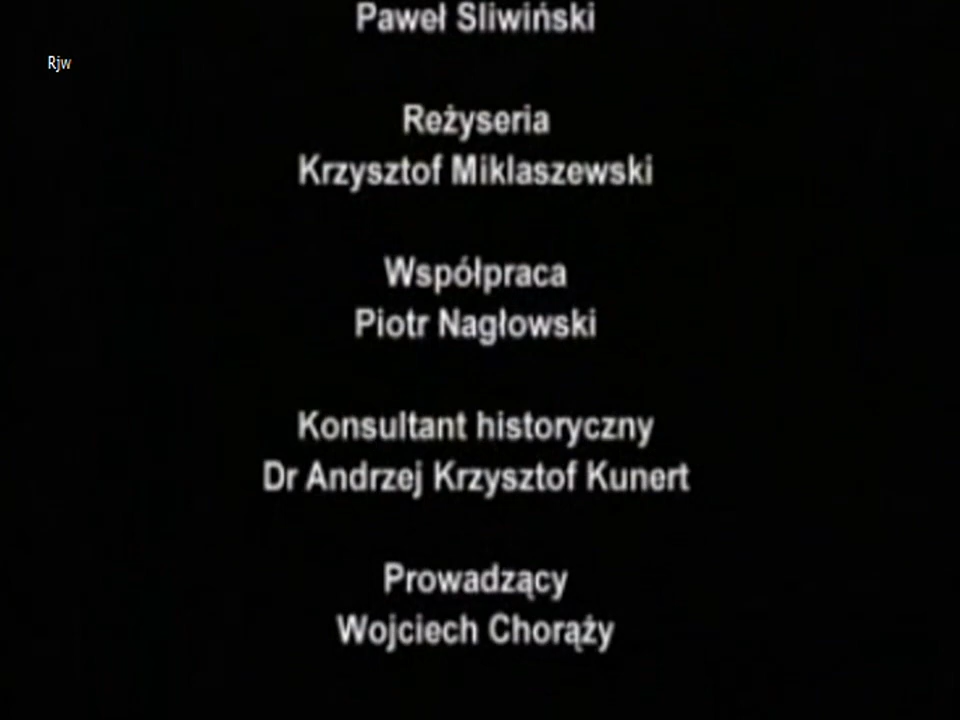 Paweł Sliwiński
Rjw
Reżyseria
Krzysztof Miklaszewski
Współpraca
Piotr Nagłowski
Konsultant historyczny
Dr Andrzej Krzysztof Kunert
Prowadzący
Wojciech Chorąży